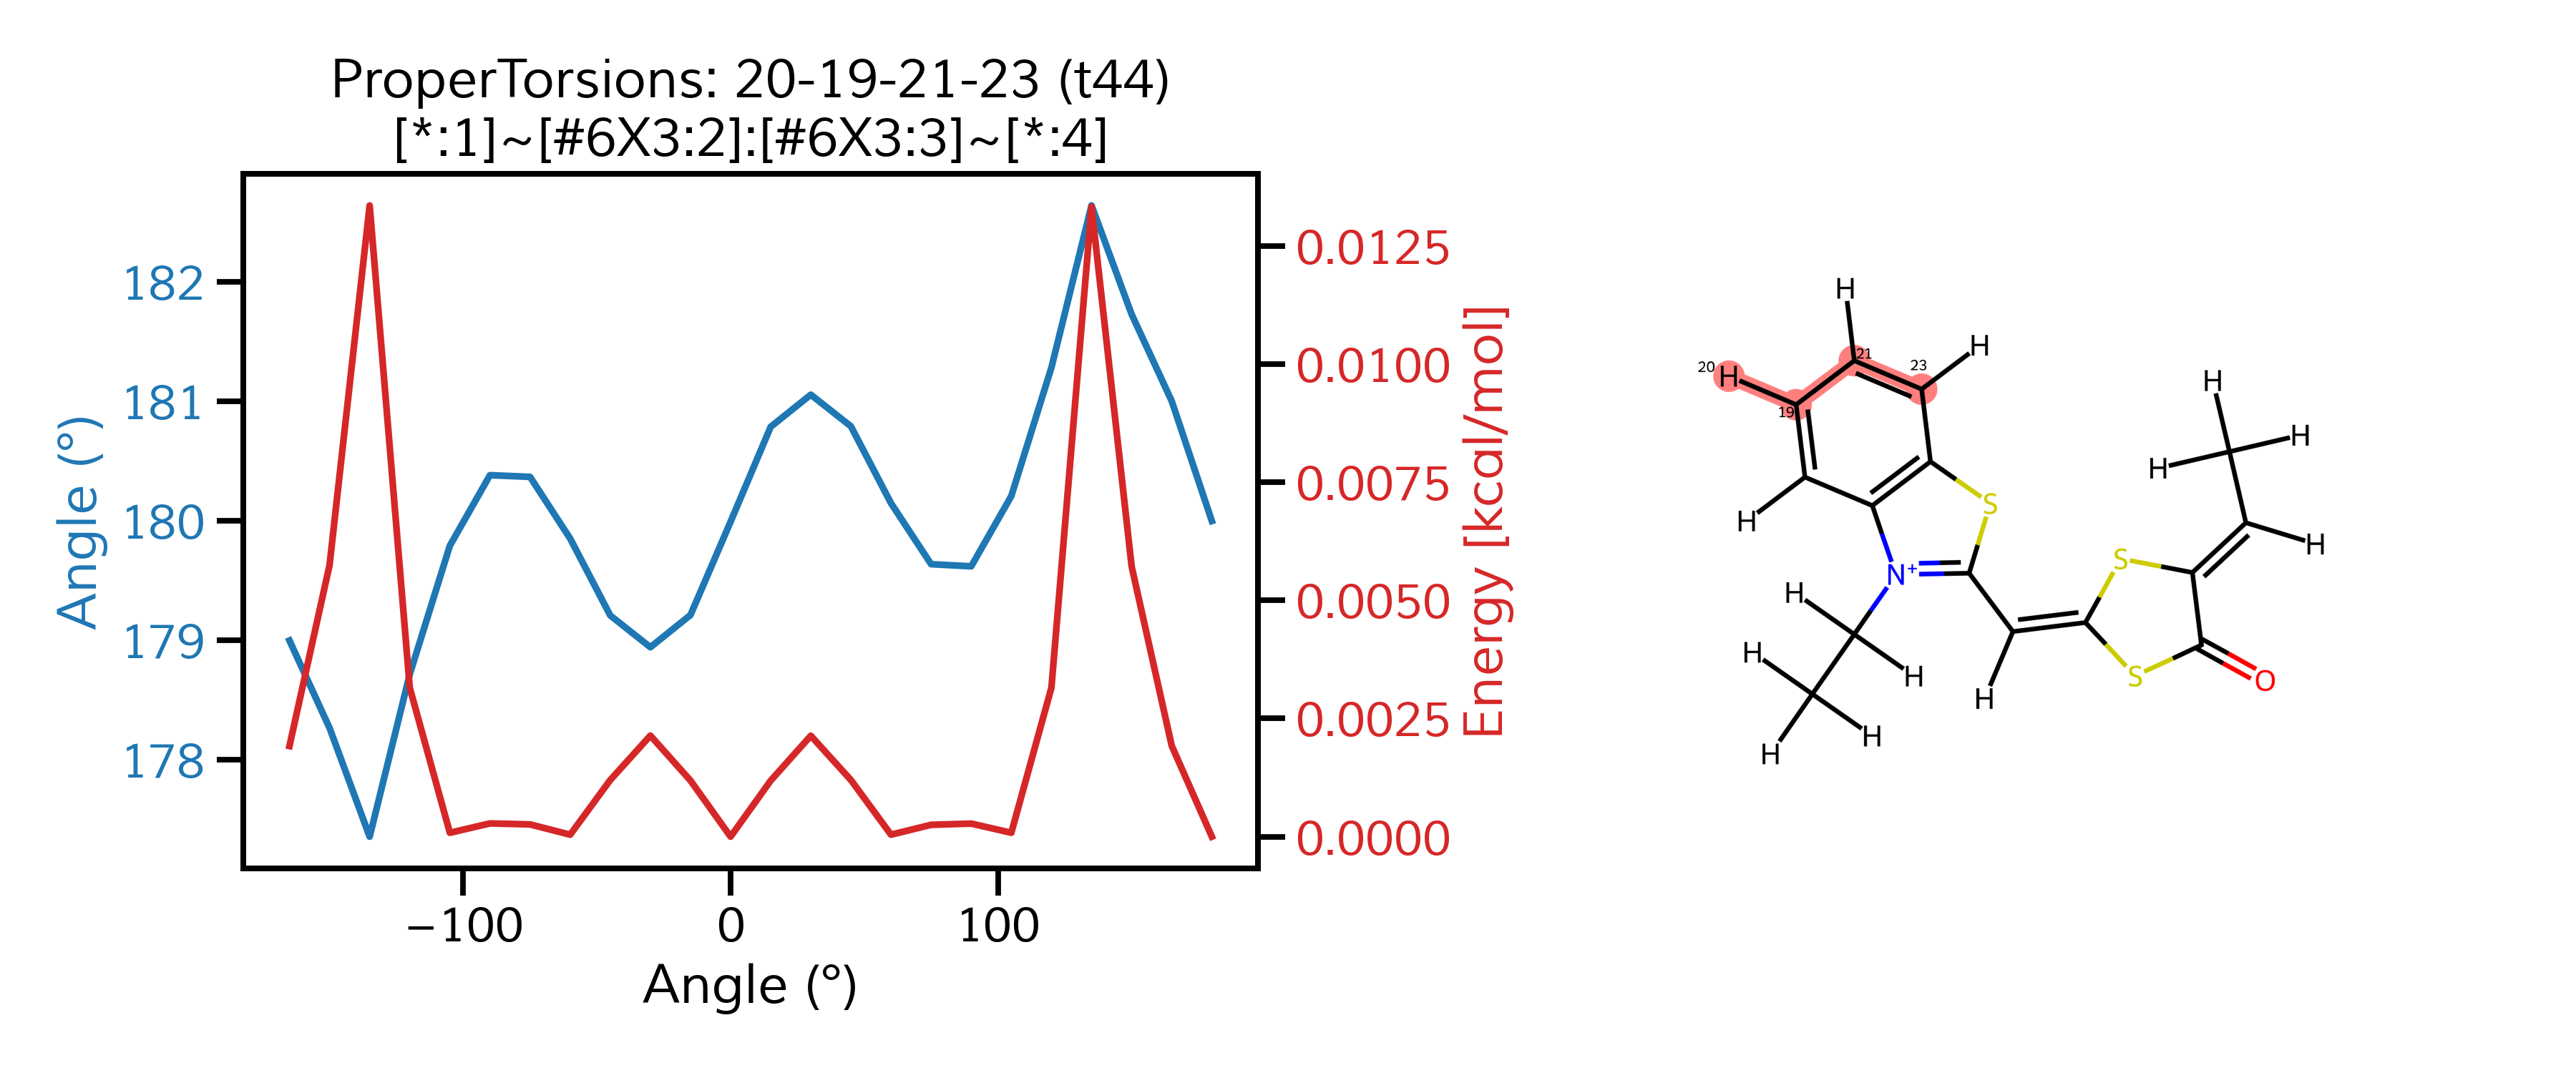 ProperTorsions: 20-19-21-23 (t44)
[*:1]~[#6X3:2]:[#6X3:3]~[*:4]
182
181
180
179
178
Angle (°)
−100
0
100
Angle (°)
0.0125
0.0100
0.0075
0.0050
0.0025
0.0000
Energy [kcal/mol]
H
H
21
23
20
H
19
H
S
N+
H
H
H
H
H
H
S
S
H
O
H
H
H
H